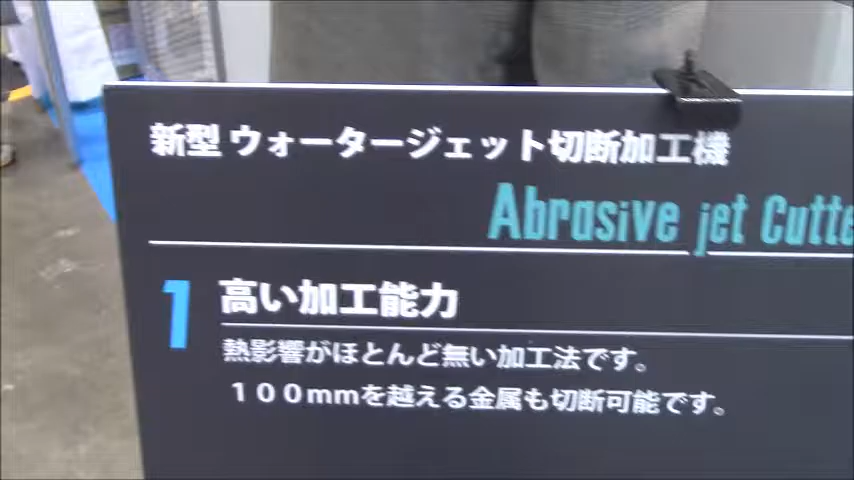 新型 ウォータージェット切断加工機
Abrasive jet Cutte
1 高い加工能力
熱影響がほとんど無い加工法です。
１００mmを越える金属も切断可能です。